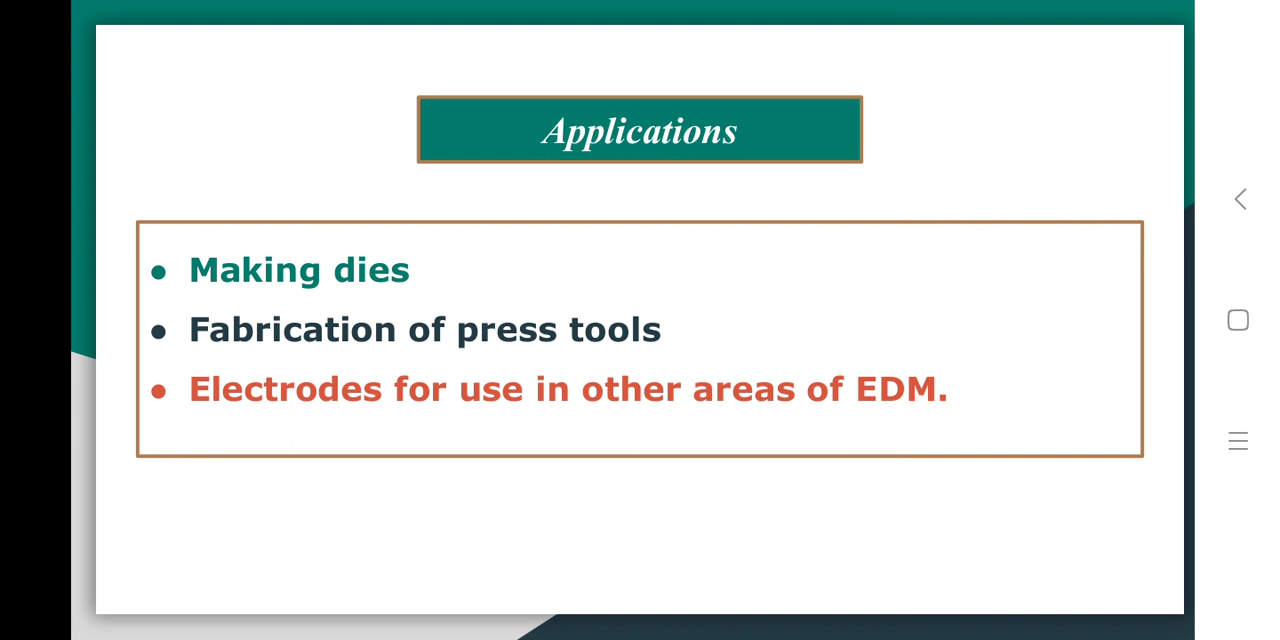 Applications
● Making dies
● Fabrication of press tools
● Electrodes for use in other areas of EDM.